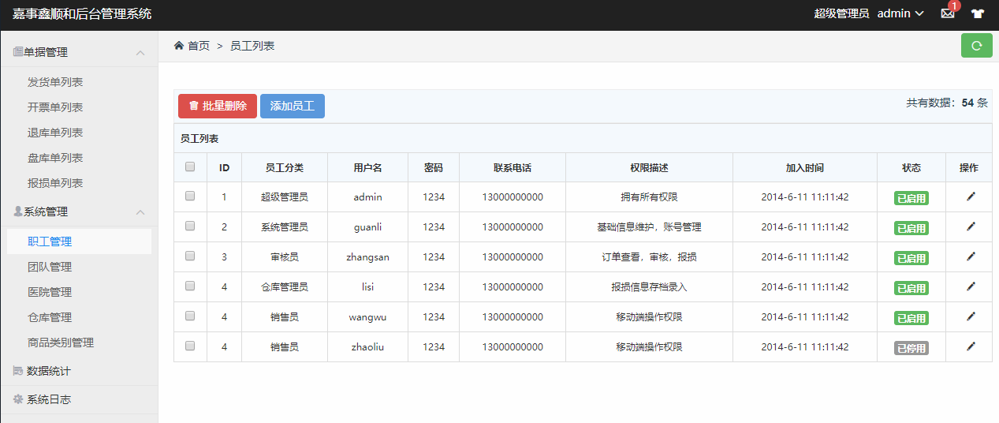 嘉事鑫顺和后台管理系统 超级管理员 admin 1
单据管理
发货单列表
开票单列表
退库单列表
盘库单列表
报损单列表
系统管理
职工管理
团队管理
医院管理
仓库管理
商品类别管理
数据统计
系统日志
首页 > 员工列表
批量删除 添加员工 共有数据：54 条
员工列表
ID 员工分类 用户名 密码 联系电话 权限描述 加入时间 状态 操作
1 超级管理员 admin 1234 13000000000 拥有所有权限 2014-6-11 11:11:42 已启用
2 系统管理员 guanli 1234 13000000000 基础信息维护，账号管理 2014-6-11 11:11:42 已启用
3 审核员 zhangsan 1234 13000000000 订单查看，审核，报损 2014-6-11 11:11:42 已启用
4 仓库管理员 lisi 1234 13000000000 报损信息存档录入 2014-6-11 11:11:42 已启用
4 销售员 wangwu 1234 13000000000 移动端操作权限 2014-6-11 11:11:42 已启用
4 销售员 zhaoliu 1234 13000000000 移动端操作权限 2014-6-11 11:11:42 已停用